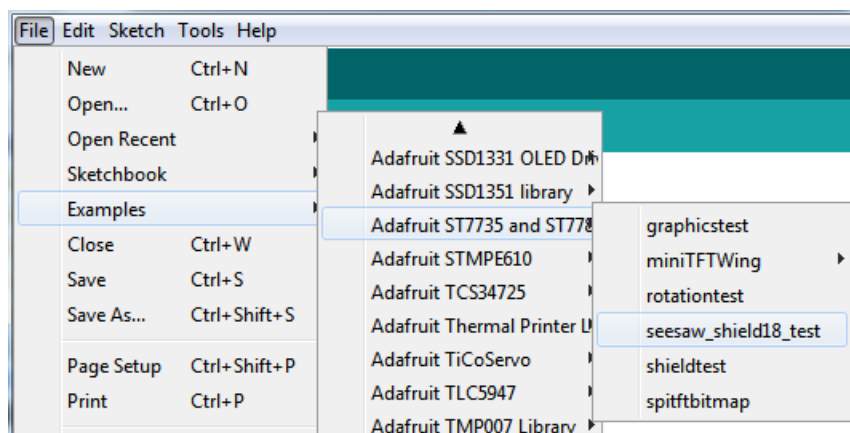 File Edit Sketch Tools Help
New Ctrl+N
Open... Ctrl+O
Open Recent
Sketchbook
Examples
Close Ctrl+W
Save Ctrl+S
Save As... Ctrl+Shift+S
Page Setup Ctrl+Shift+P
Print Ctrl+P
Adafruit SSD1331 OLED
Adafruit SSD1351 library
Adafruit ST7735 and
Adafruit STMPE610
Adafruit TCS34725
Adafruit Thermal Printer
Adafruit TiCoServo
Adafruit TLC5947
Adafruit TMP007 Library
graphicstest
miniTFTWing
rotationtest
seesaw_shield18_test
shieldtest
spitftbitmap